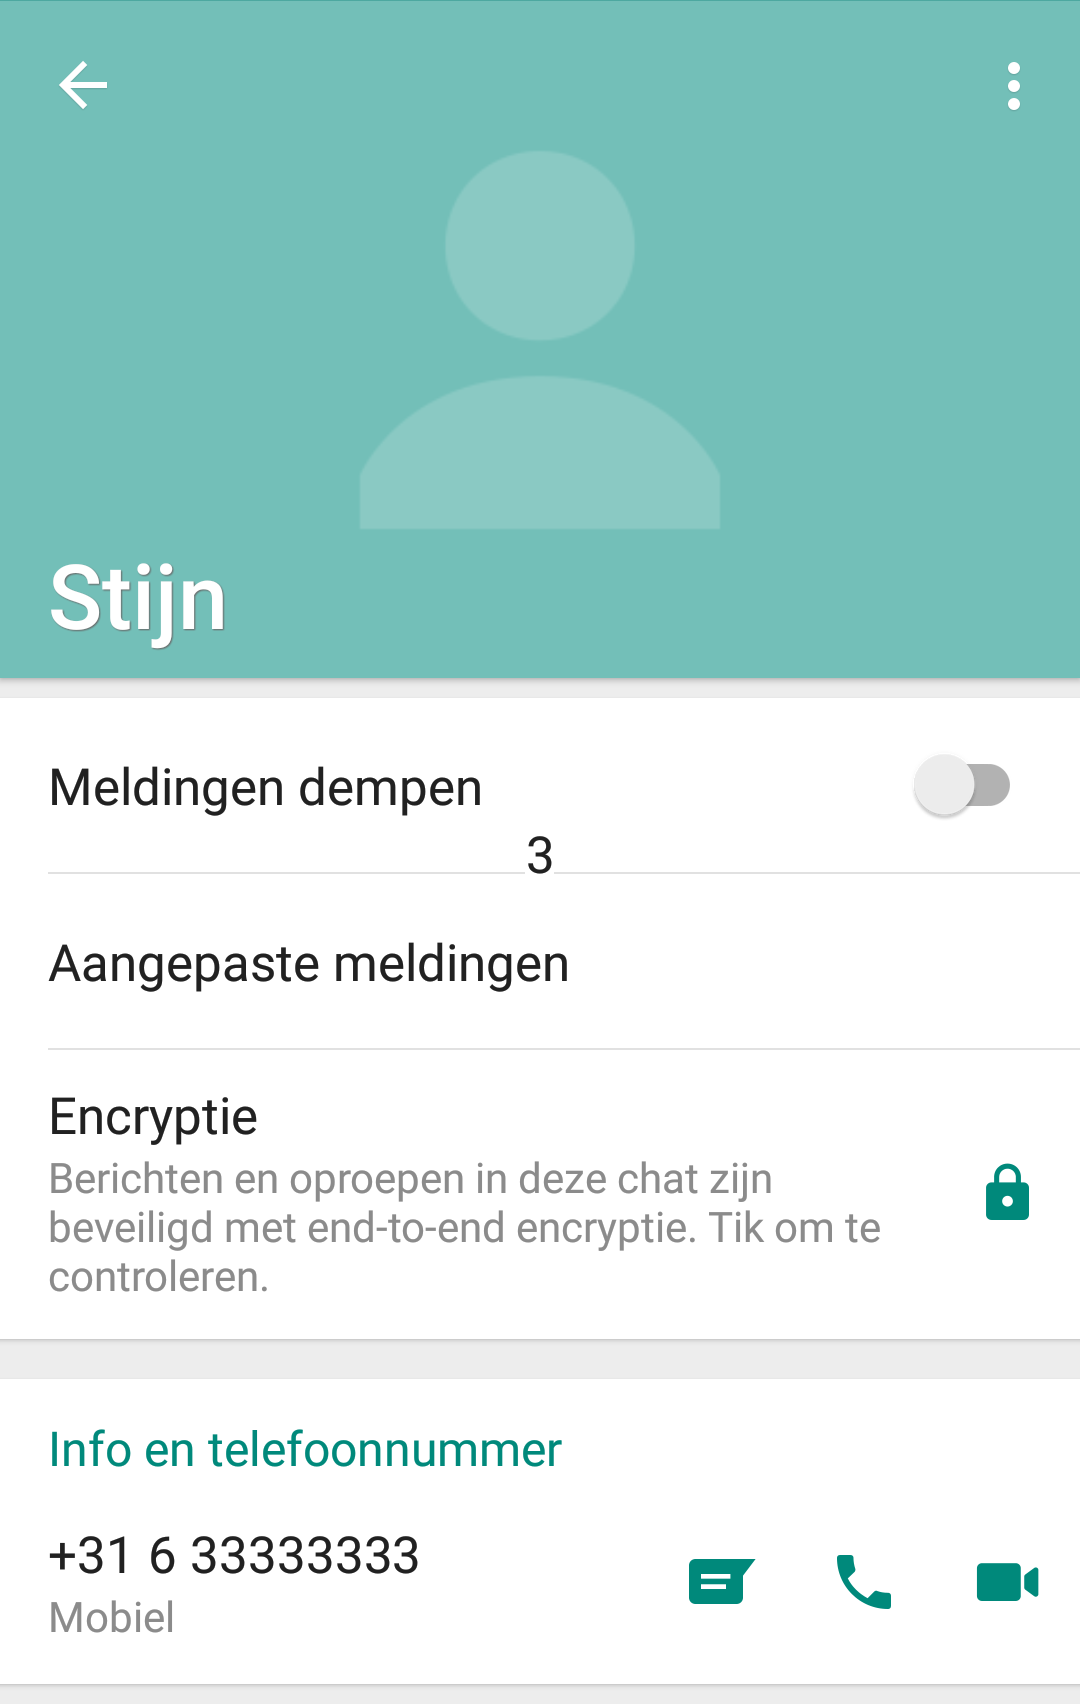 Stijn
Meldingen dempen
3
Aangepaste meldingen
Encryptie
Berichten en oproepen in deze chat zijn
beveiligd met end-to-end encryptie. Tik om te
controleren.
Info en telefoonnummer
+31 6 33333333
Mobiel